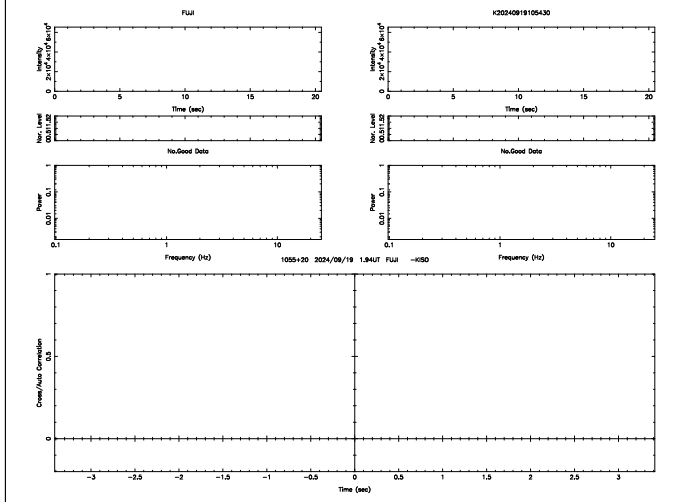 FUJI
K20240919105430
Intensity
0 2×10⁴ 4×10⁴ 6×10⁴
0 5 10 15 20
Time (sec)
Intensity
0 2×10⁴ 4×10⁴ 6×10⁴
0 5 10 15 20
Time (sec)
Nor. Level
00.511.52
Nor. Level
00.511.52
No.Good Data
No.Good Data
Power
0.01 0.1 1
0.1 1 10
Frequency (Hz)
Power
0.01 0.1 1
0.1 1 10
Frequency (Hz)
1055+20 2024/09/19 1.94UT FUJI -KISO
Cross/Auto Correlation
0 0.5 1
-3 -2.5 -2 -1.5 -1 -0.5 0 0.5 1 1.5 2 2.5 3
Time (sec)